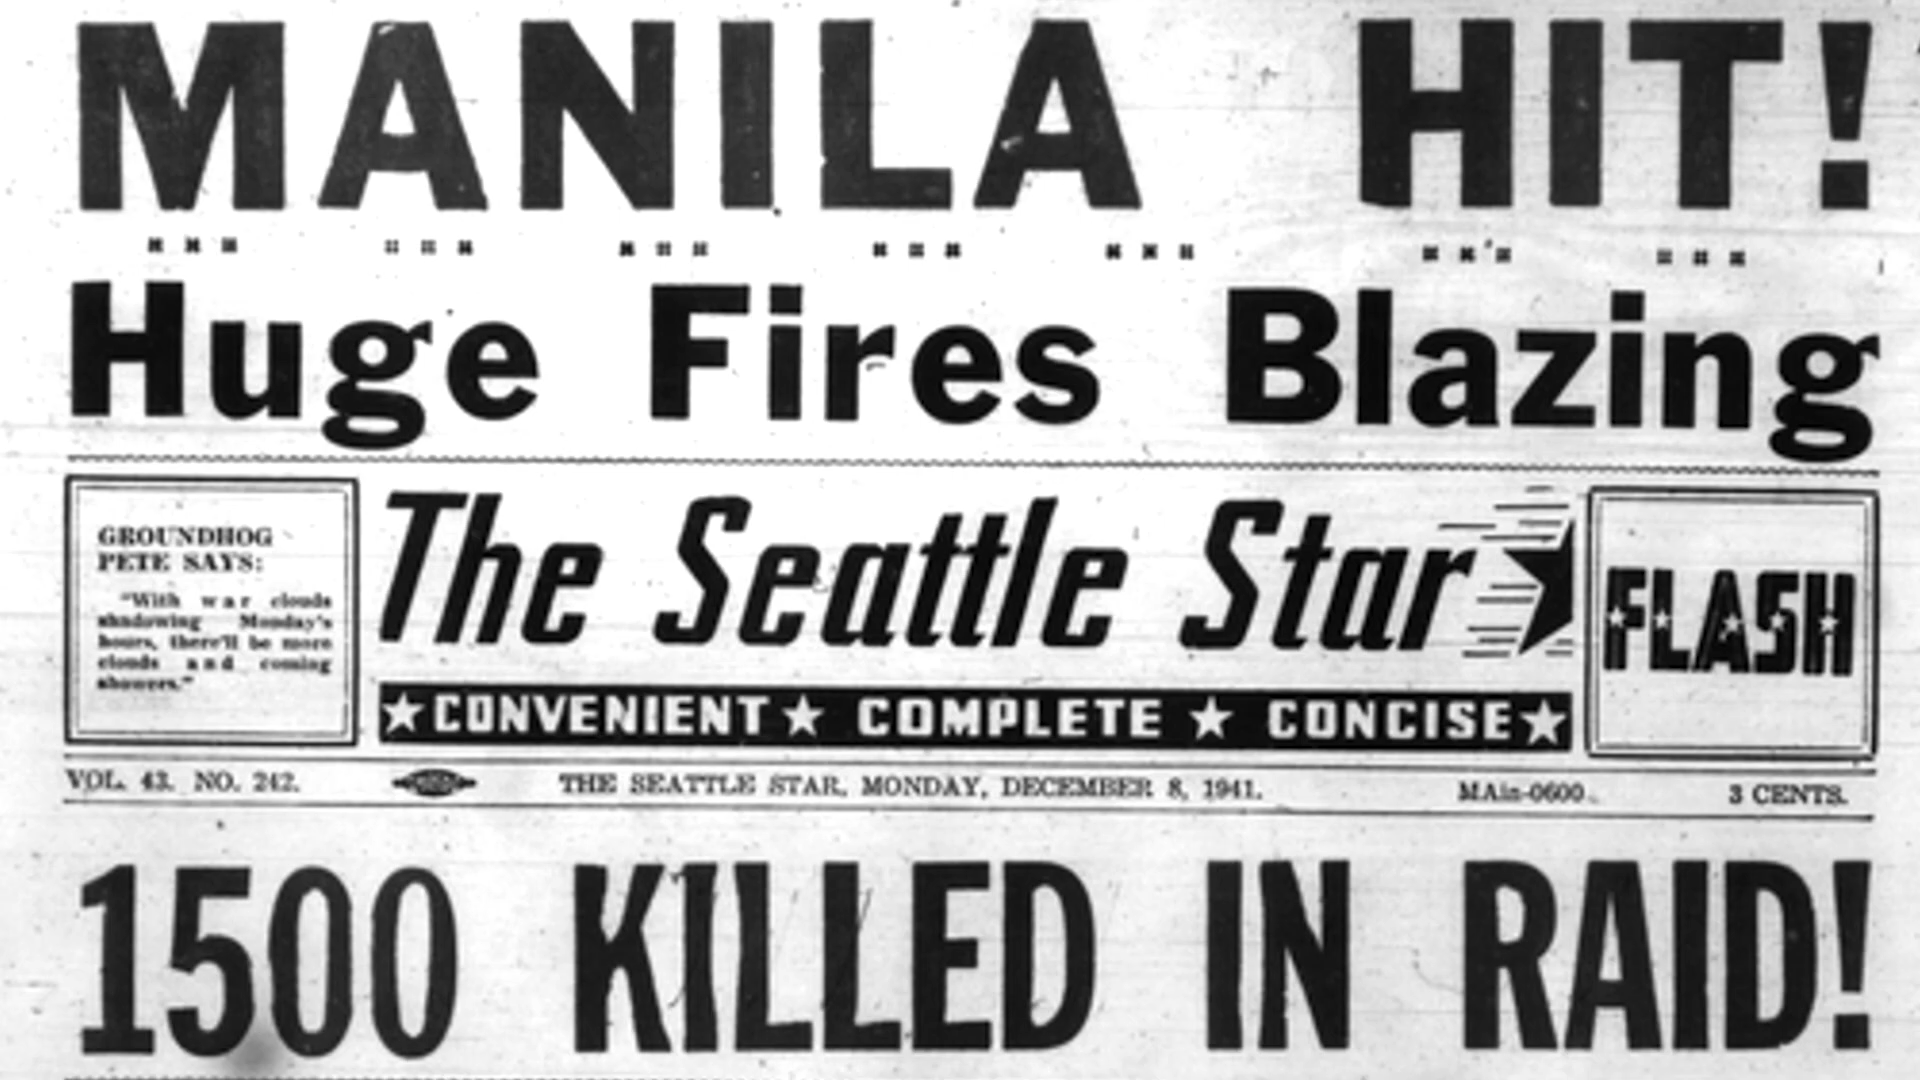 MANILA HIT!
Huge Fires Blazing
GROUNDHOG
PETE SAYS:
"With war clouds
shadowing Monday's
hours, there'll be more
clouds and coming
showers."
The Seattle Star
FLASH
★ CONVENIENT ★ COMPLETE ★ CONCISE ★
VOL. 43. NO. 242. THE SEATTLE STAR, MONDAY, DECEMBER 8, 1941. MAin-0600. 3 CENTS.
1500 KILLED IN RAID!